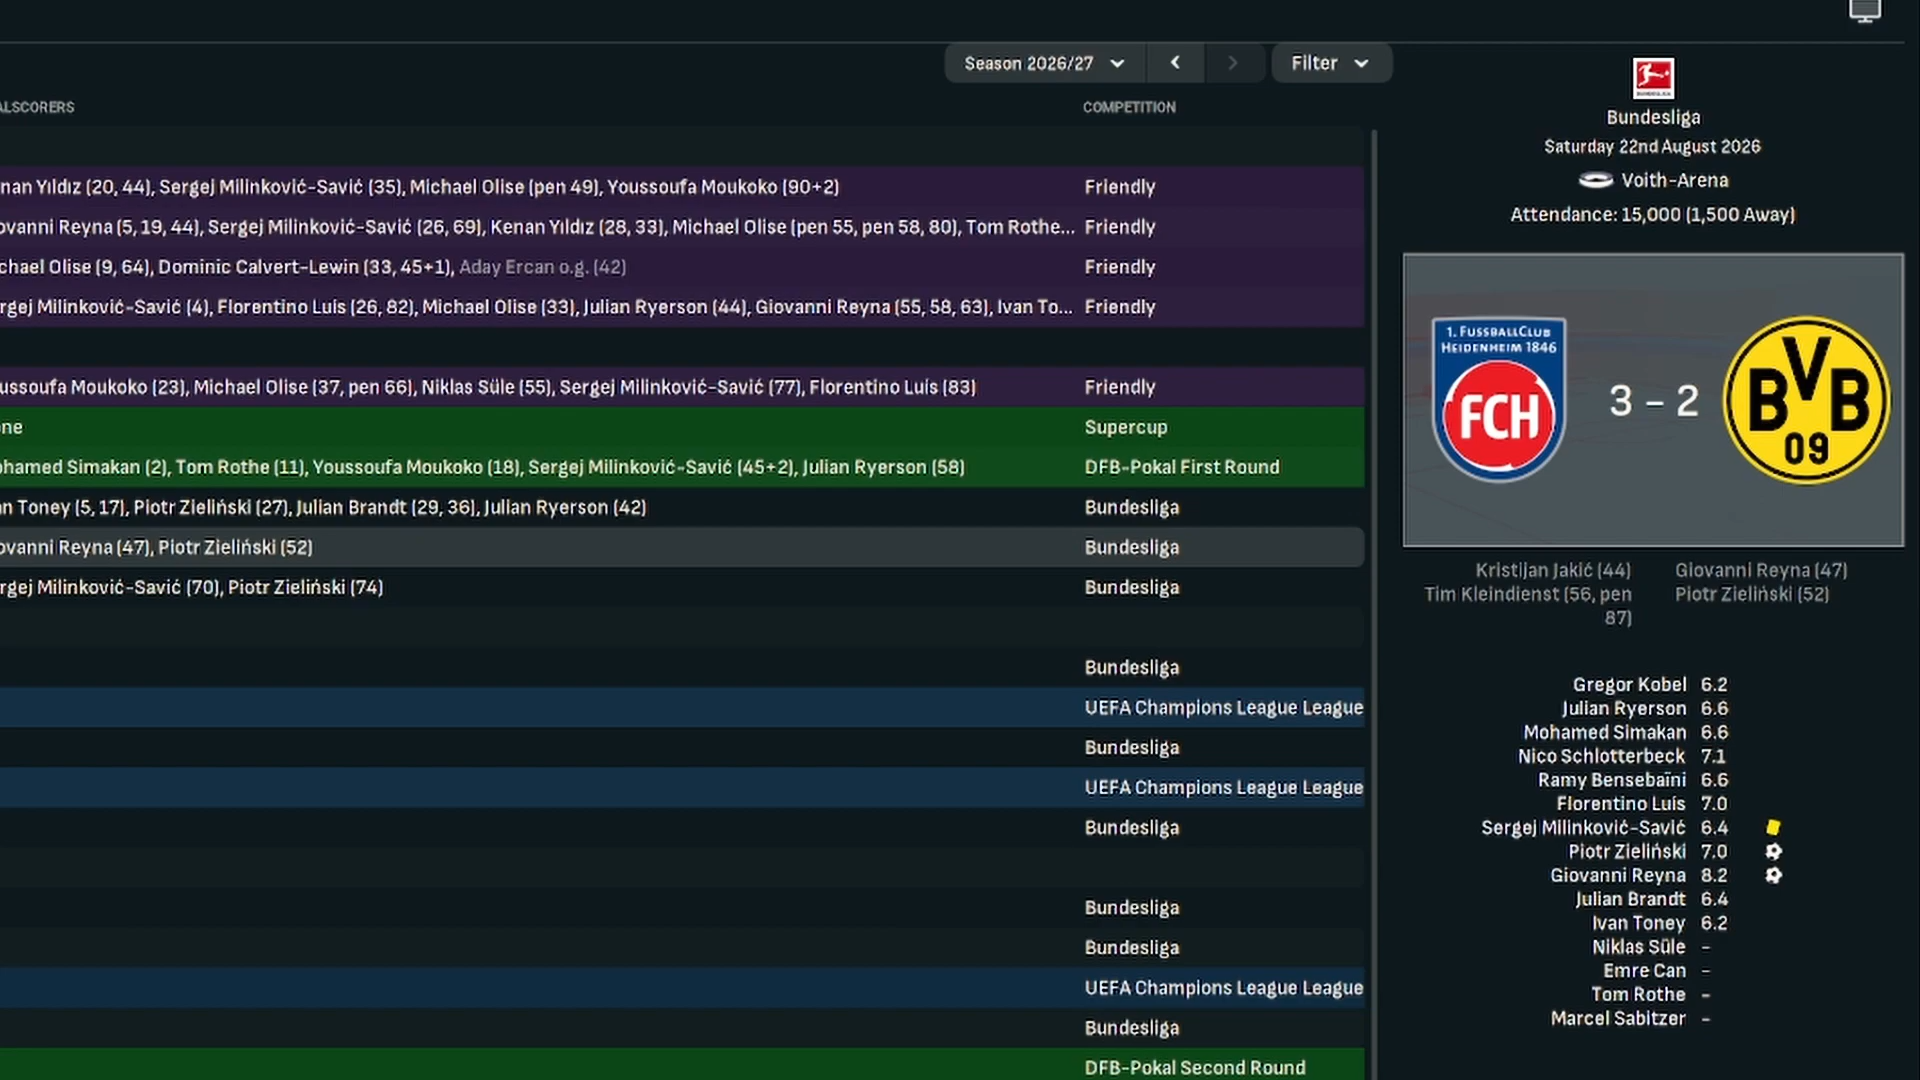 Season 2026/27
Filter
ALSCORERS
COMPETITION
nan Yıldız (20, 44), Sergej Milinković-Savić (35), Michael Olise (pen 49), Youssoufa Moukoko (90+2)
Friendly
ovanni Reyna (5, 19, 44), Sergej Milinković-Savić (26, 69), Kenan Yıldız (28, 33), Michael Olise (pen 55, pen 58, 80), Tom Rothe...
Friendly
chael Olise (9, 64), Dominic Calvert-Lewin (33, 45+1), Aday Ercan o.g. (42)
Friendly
rgej Milinković-Savić (4), Florentino Luís (26, 82), Michael Olise (33), Julian Ryerson (44), Giovanni Reyna (55, 58, 63), Ivan To...
Friendly
ussoufa Moukoko (23), Michael Olise (37, pen 66), Niklas Süle (55), Sergej Milinković-Savić (77), Florentino Luís (83)
Friendly
ne
Supercup
ohamed Simakan (2), Tom Rothe (11), Youssoufa Moukoko (18), Sergej Milinković-Savić (45+2), Julian Ryerson (58)
DFB-Pokal First Round
an Toney (5, 17), Piotr Zieliński (27), Julian Brandt (29, 36), Julian Ryerson (42)
Bundesliga
ovanni Reyna (47), Piotr Zieliński (52)
Bundesliga
rgej Milinković-Savić (70), Piotr Zieliński (74)
Bundesliga
Bundesliga
UEFA Champions League League
Bundesliga
UEFA Champions League League
Bundesliga
Bundesliga
Bundesliga
UEFA Champions League League
Bundesliga
DFB-Pokal Second Round
Bundesliga
Saturday 22nd August 2026
Voith-Arena
Attendance: 15,000 (1,500 Away)
1. FUSSBALLCLUB
HEIDENHEIM 1846
FCH
3 - 2
BVB
09
Kristijan Jakić (44)
Tim Kleindienst (56, pen
87)
Giovanni Reyna (47)
Piotr Zieliński (52)
Gregor Kobel 6.2
Julian Ryerson 6.6
Mohamed Simakan 6.6
Nico Schlotterbeck 7.1
Ramy Bensebaïni 6.6
Florentino Luís 7.0
Sergej Milinković-Savić 6.4
Piotr Zieliński 7.0
Giovanni Reyna 8.2
Julian Brandt 6.4
Ivan Toney 6.2
Niklas Süle -
Emre Can -
Tom Rothe -
Marcel Sabitzer -